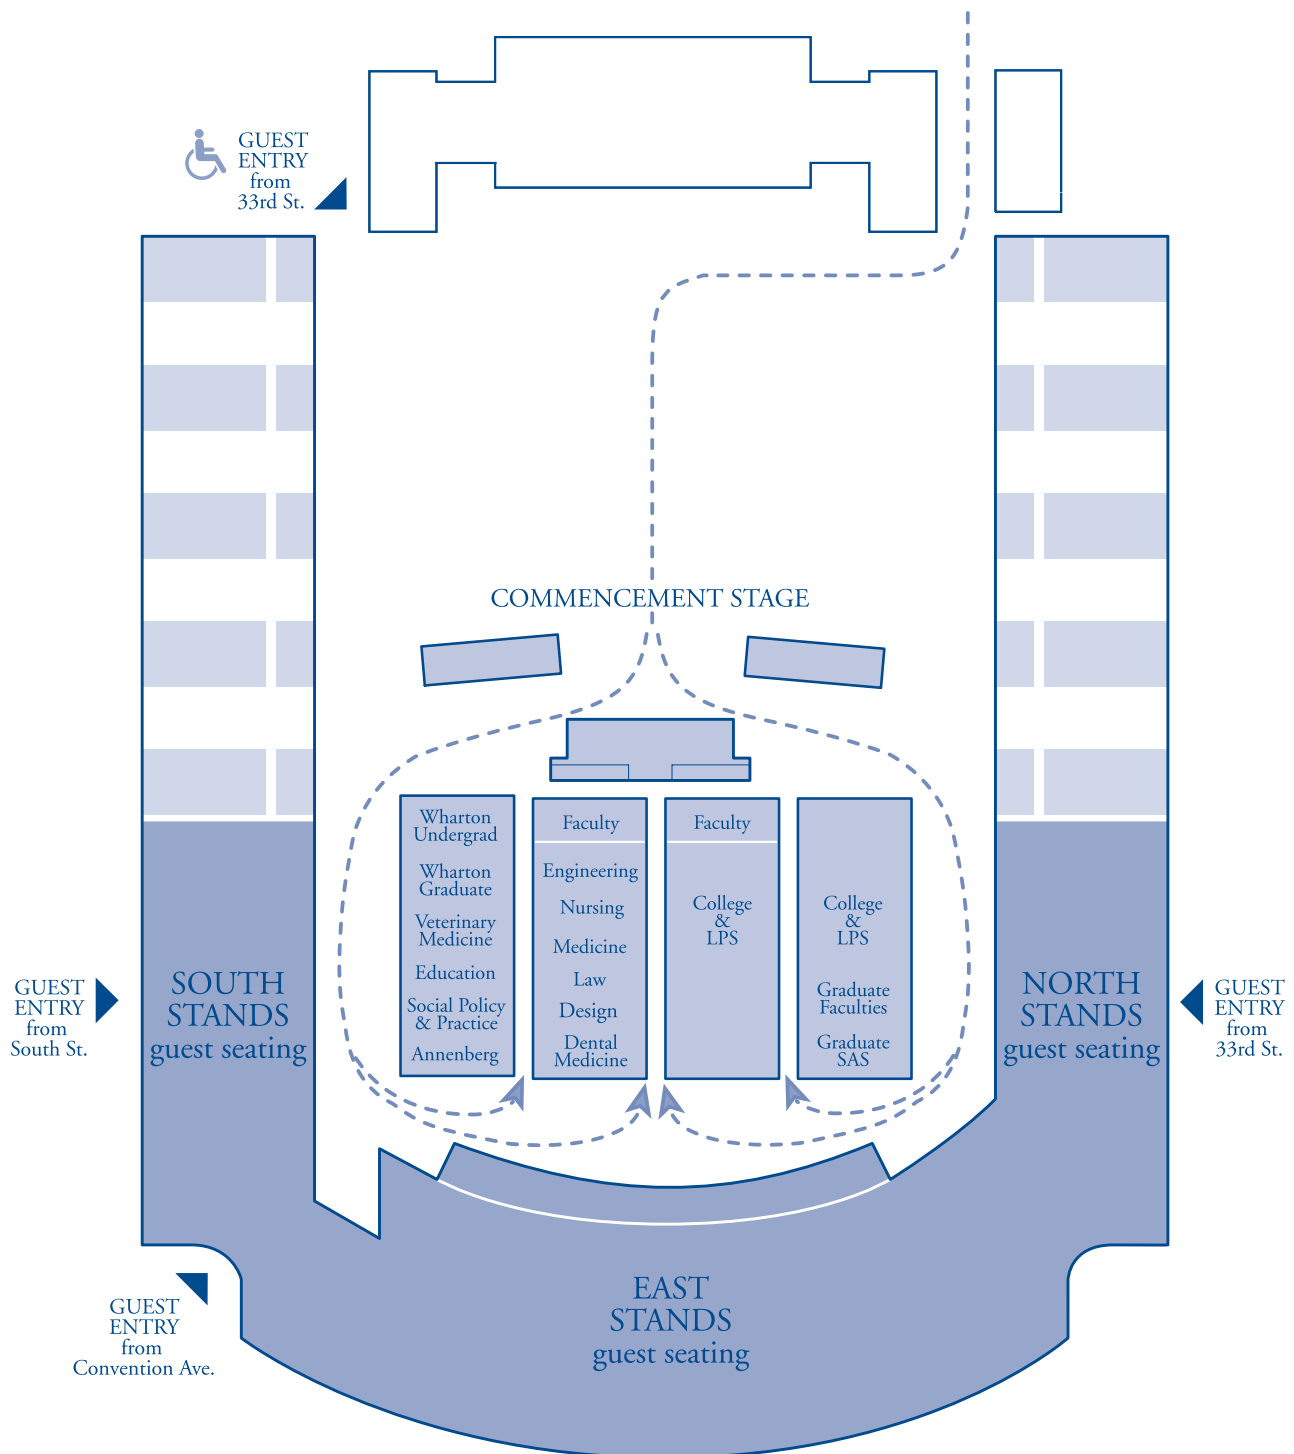 GUEST
ENTRY
from
33rd St.
COMMENCEMENT STAGE
Wharton
Undergrad
Wharton
Graduate
Veterinary
Medicine
Education
Social Policy
& Practice
Annenberg
Faculty
Engineering
Nursing
Medicine
Law
Design
Dental
Medicine
Faculty
College
&
LPS
College
&
LPS
Graduate
Faculties
Graduate
SAS
GUEST
ENTRY
from
South St.
SOUTH
STANDS
guest seating
NORTH
STANDS
guest seating
GUEST
ENTRY
from
33rd St.
GUEST
ENTRY
from
Convention Ave.
EAST
STANDS
guest seating